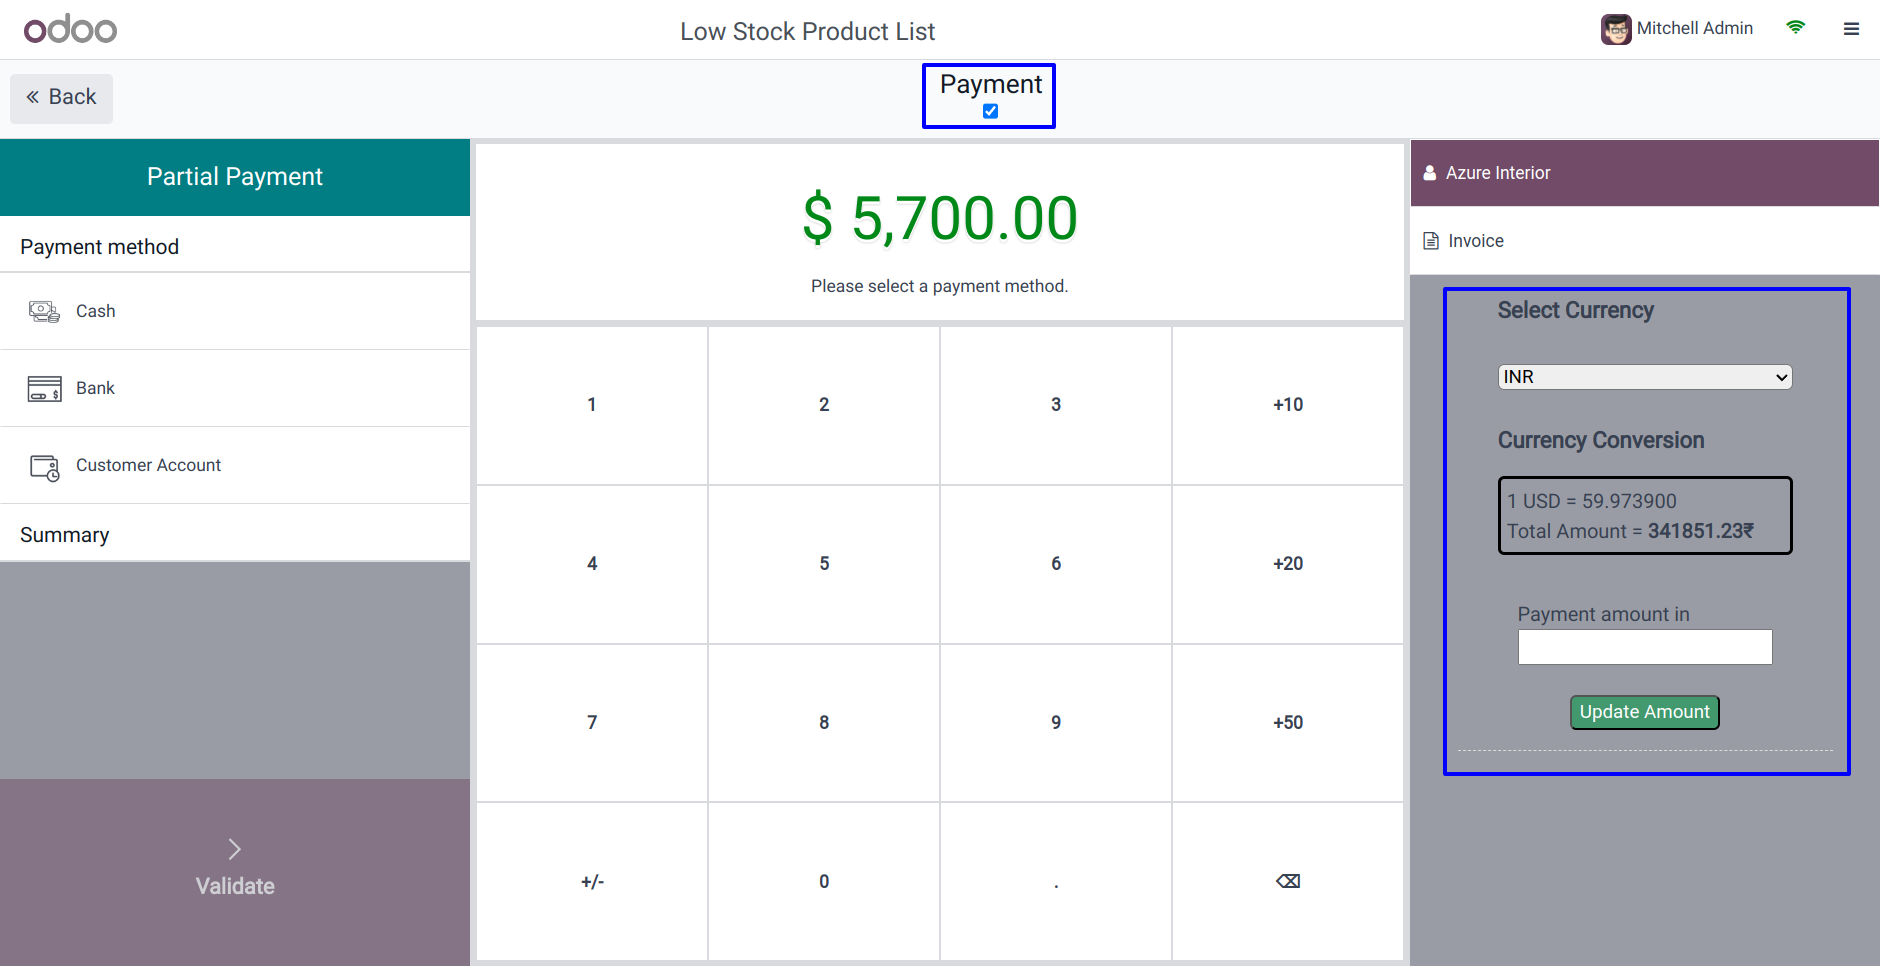 odoo
Low Stock Product List
Mitchell Admin
Back
Payment
Partial Payment
Payment method
Cash
Bank
Customer Account
Summary
Validate
$ 5,700.00
Please select a payment method.
1 2 3 +10
4 5 6 +20
7 8 9 +50
+/- 0 .
Azure Interior
Invoice
Select Currency
INR
Currency Conversion
1 USD = 59.973900
Total Amount = 341851.23₹
Payment amount in
Update Amount